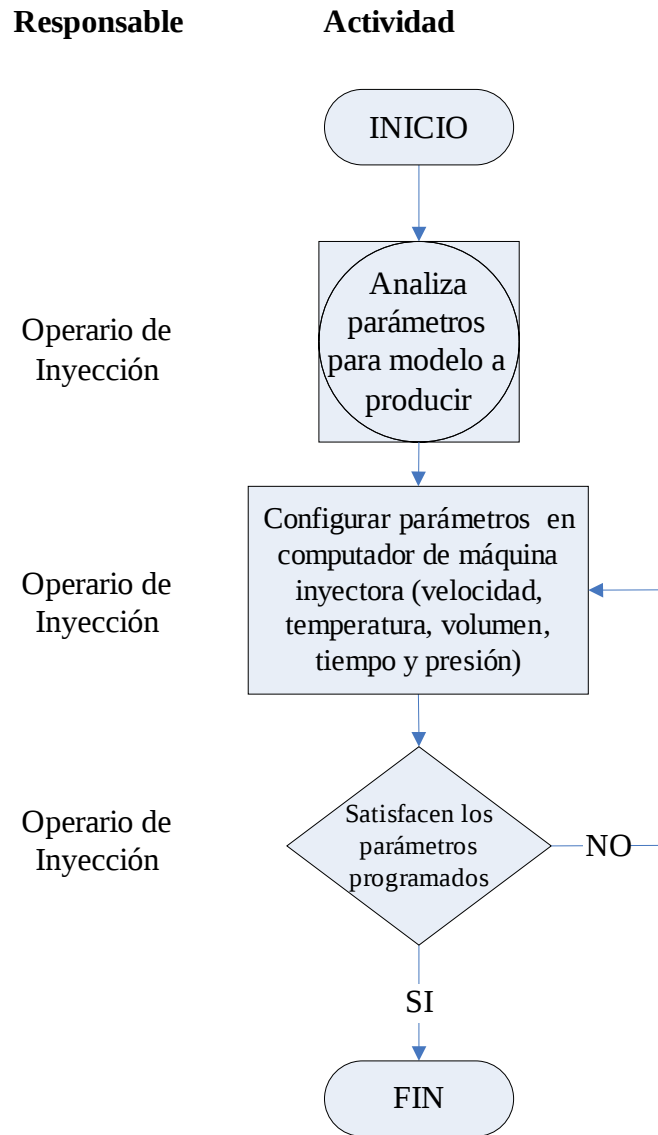 Responsable Actividad
INICIO
Analiza
parámetros
para modelo a
producir
Operario de
Inyección
Configurar parámetros  en
computador de máquina
inyectora (velocidad,
temperatura, volumen,
tiempo y presión)
Operario de
Inyección
Satisfacen los
parámetros
programados
Operario de
Inyección
NO
SI
FIN